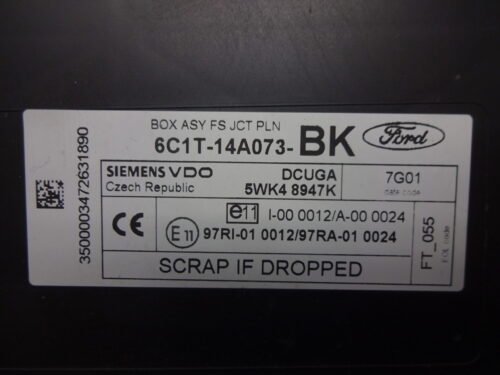 BOX ASY FS JCT PLN
6C1T-14A073-BK
Ford
SIEMENS VDO
Czech Republic
DCUGA
5WK4 8947K
7G01
date code
CE
e11 I-00 0012/A-00 0024
E11 97RI-01 0012/97RA-01 0024
SCRAP IF DROPPED
FT_055
EOL code
3500003472631890